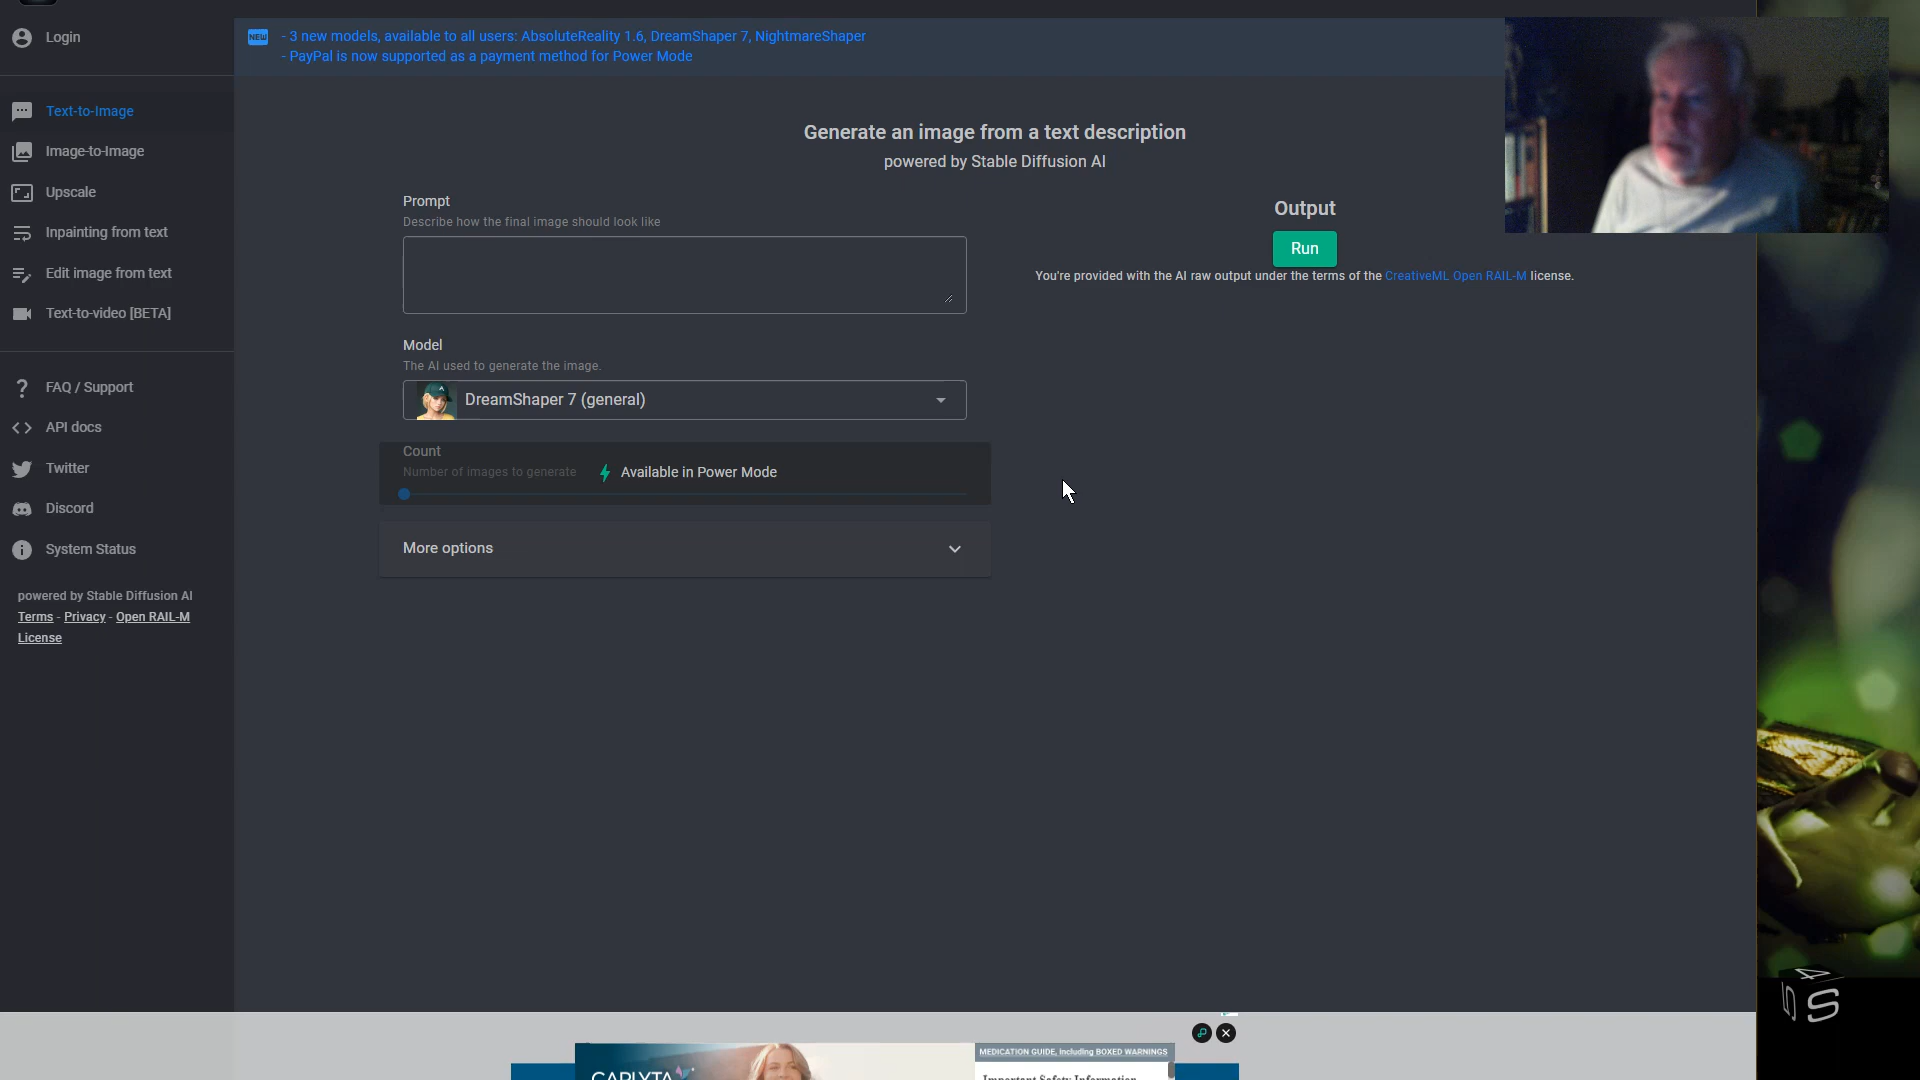 Login
- 3 new models, available to all users: AbsoluteReality 1.6, DreamShaper 7, NightmareShaper
- PayPal is now supported as a payment method for Power Mode
NEW
Text-to-Image
Image-to-Image
Upscale
Inpainting from text
Edit image from text
Text-to-video [BETA]
FAQ / Support
API docs
Twitter
Discord
System Status
powered by Stable Diffusion AI
Terms - Privacy - Open RAIL-M
License
Generate an image from a text description
powered by Stable Diffusion AI
Prompt
Describe how the final image should look like
Model
The AI used to generate the image.
DreamShaper 7 (general)
Count
Number of images to generate
Available in Power Mode
More options
Output
Run
You're provided with the AI raw output under the terms of the CreativeML Open RAIL-M license.
CAPLYTA
MEDICATION GUIDE, including BOXED WARNINGS
Important Safety Information